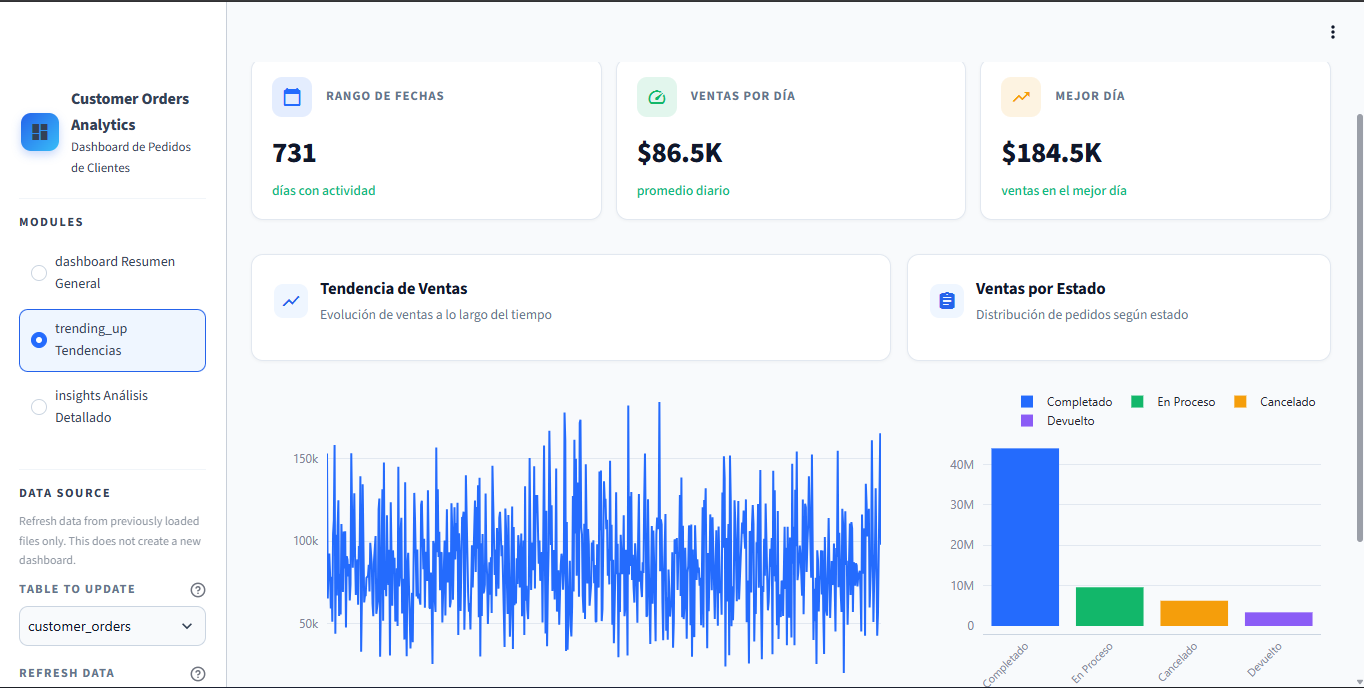 Customer Orders
Analytics
Dashboard de Pedidos
de Clientes
MODULES
dashboard Resumen
General
trending_up
Tendencias
insights Análisis
Detallado
DATA SOURCE
Refresh data from previously loaded
files only. This does not create a new
dashboard.
TABLE TO UPDATE
customer_orders
REFRESH DATA
RANGO DE FECHAS
731
días con actividad
VENTAS POR DÍA
$86.5K
promedio diario
MEJOR DÍA
$184.5K
ventas en el mejor día
Tendencia de Ventas
Evolución de ventas a lo largo del tiempo
150k
100k
50k
Ventas por Estado
Distribución de pedidos según estado
Completado En Proceso Cancelado
Devuelto
40M
30M
20M
10M
0
Completado
En Proceso
Cancelado
Devuelto